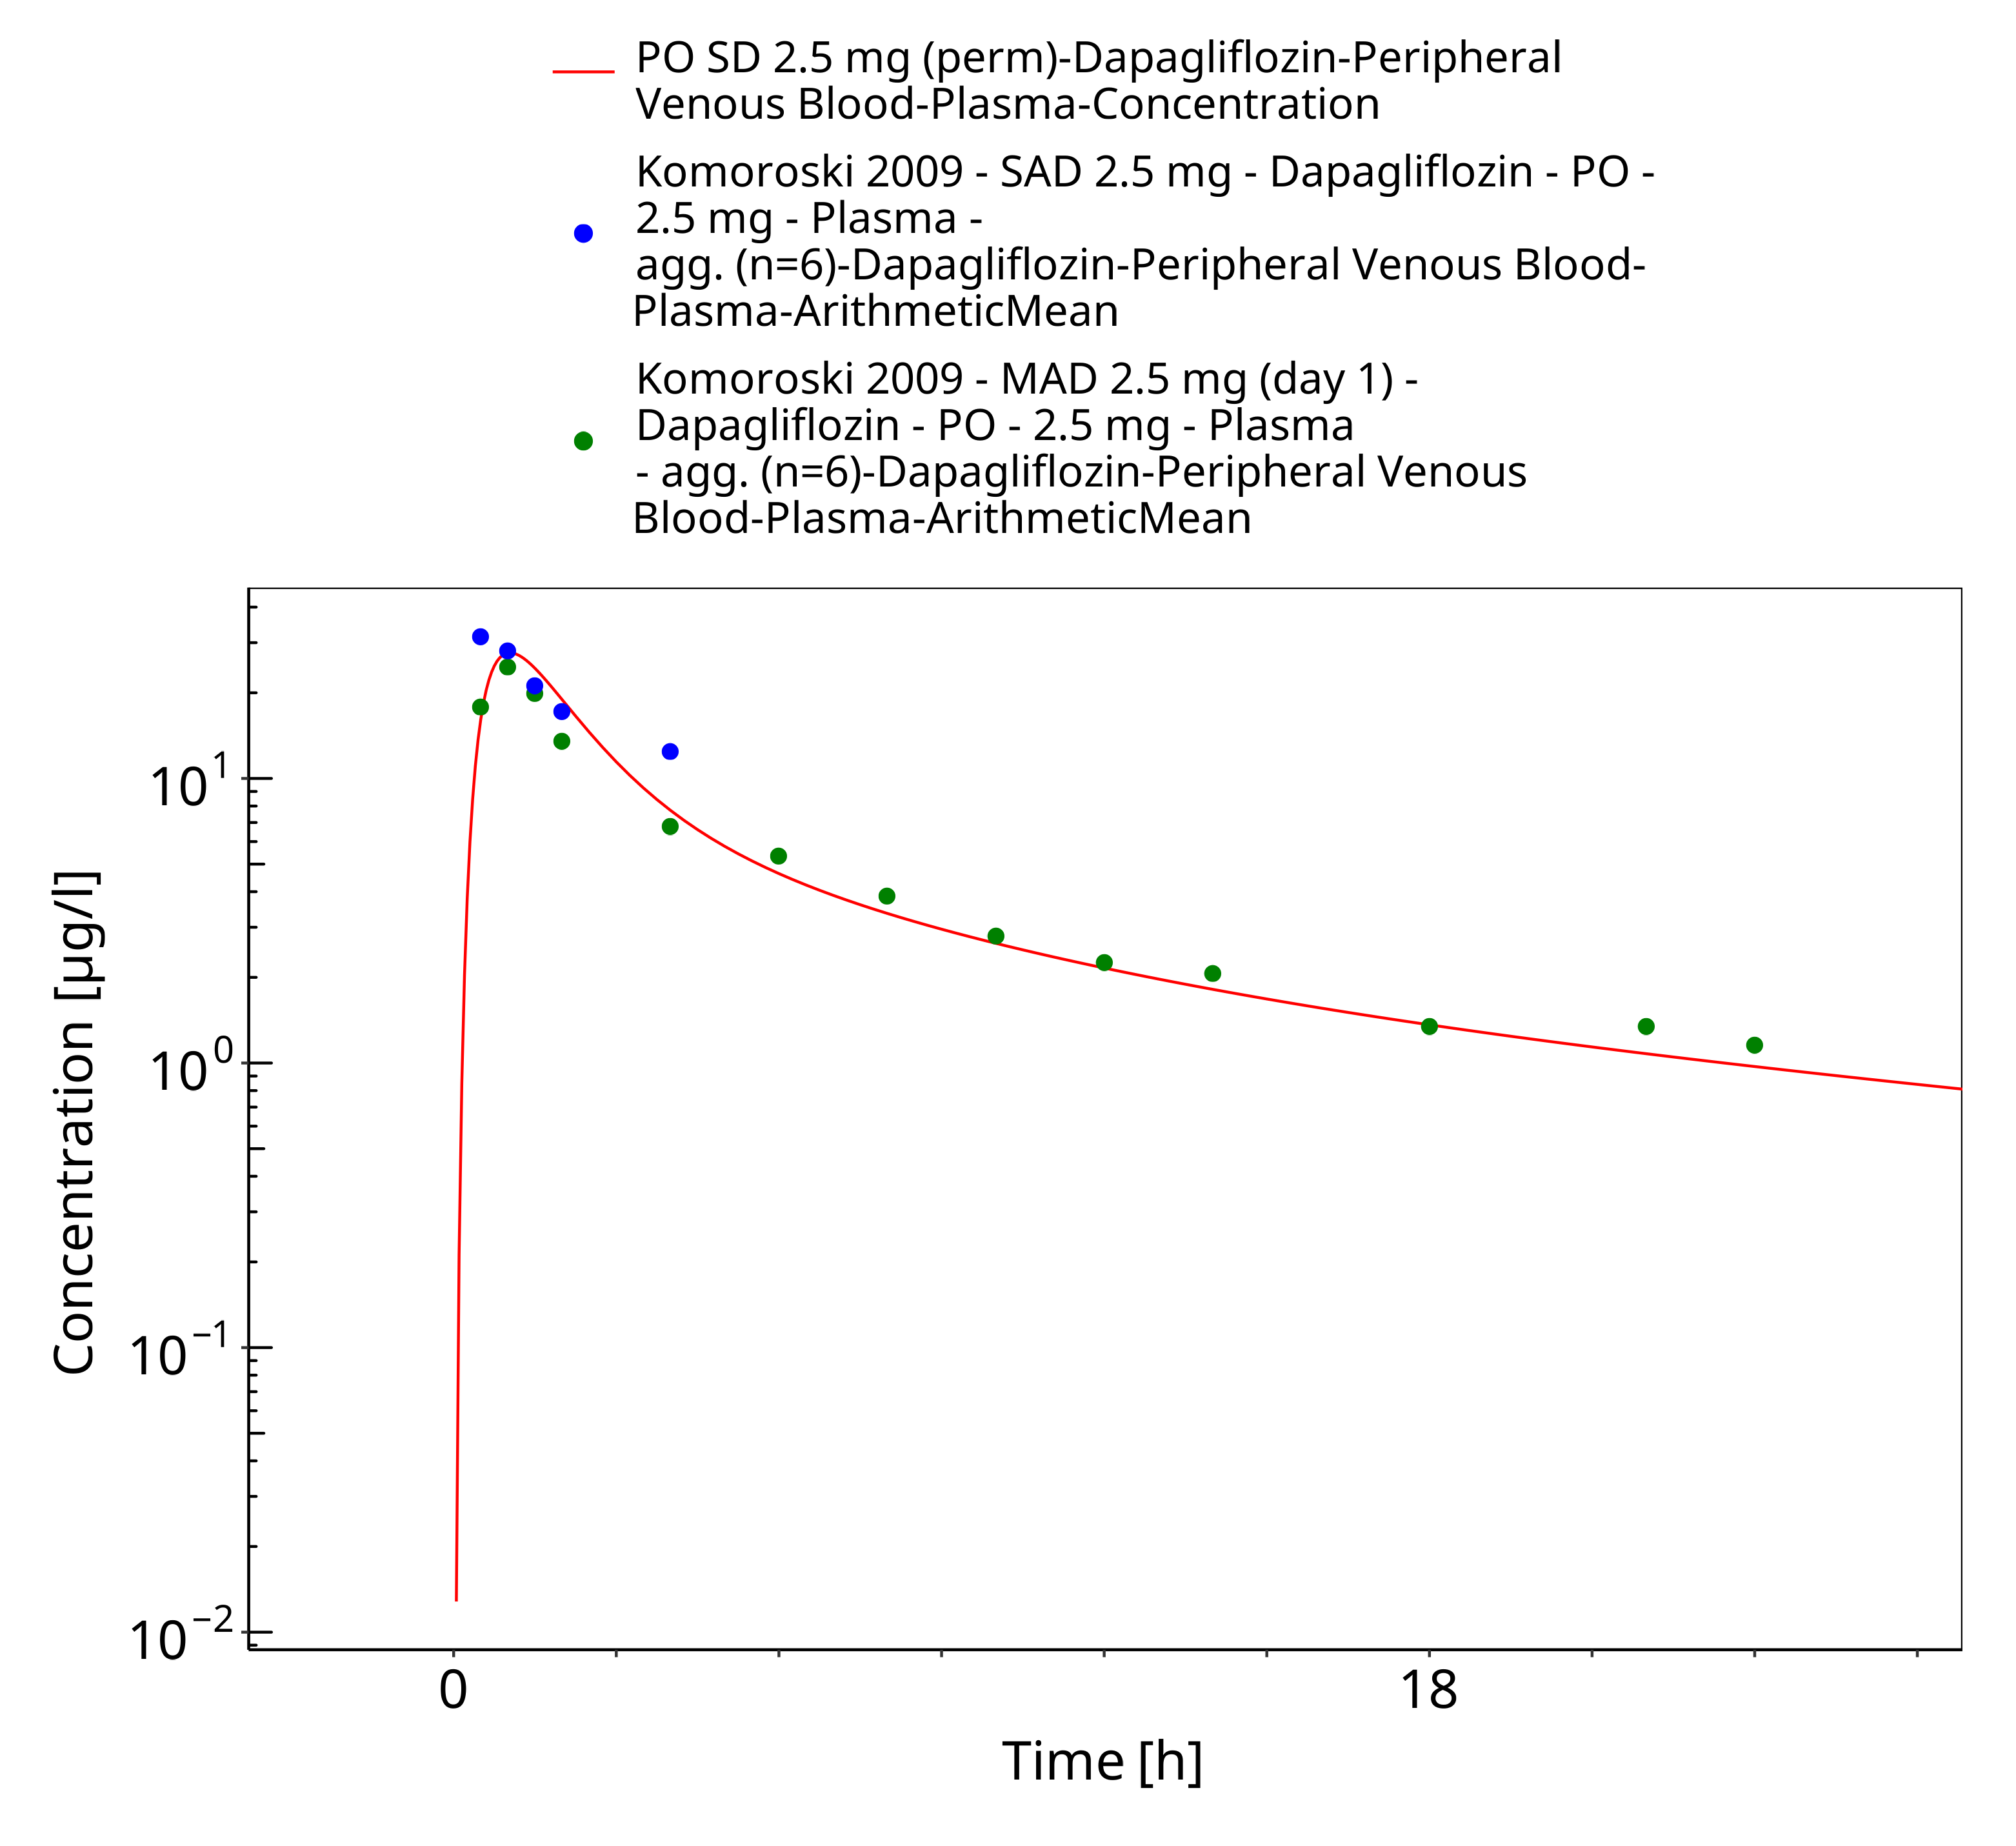 PO SD 2.5 mg (perm)-Dapagliflozin-Peripheral
Venous Blood-Plasma-Concentration
Komoroski 2009 - SAD 2.5 mg - Dapagliflozin - PO -
2.5 mg - Plasma -
agg. (n=6)-Dapagliflozin-Peripheral Venous Blood-
Plasma-ArithmeticMean
Komoroski 2009 - MAD 2.5 mg (day 1) -
Dapagliflozin - PO - 2.5 mg - Plasma
- agg. (n=6)-Dapagliflozin-Peripheral Venous
Blood-Plasma-ArithmeticMean
Concentration [µg/l]
10¹
10⁰
10⁻¹
10⁻²
0
18
Time [h]